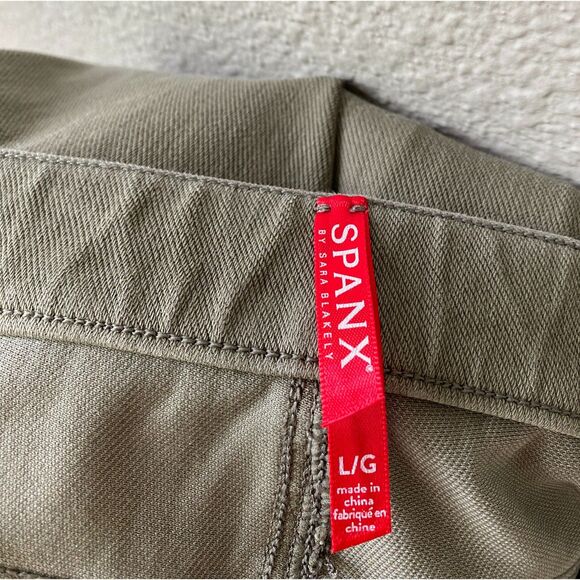 SPANX®
BY SARA BLAKELY
L/G
made in
china
fabriqué en
chine